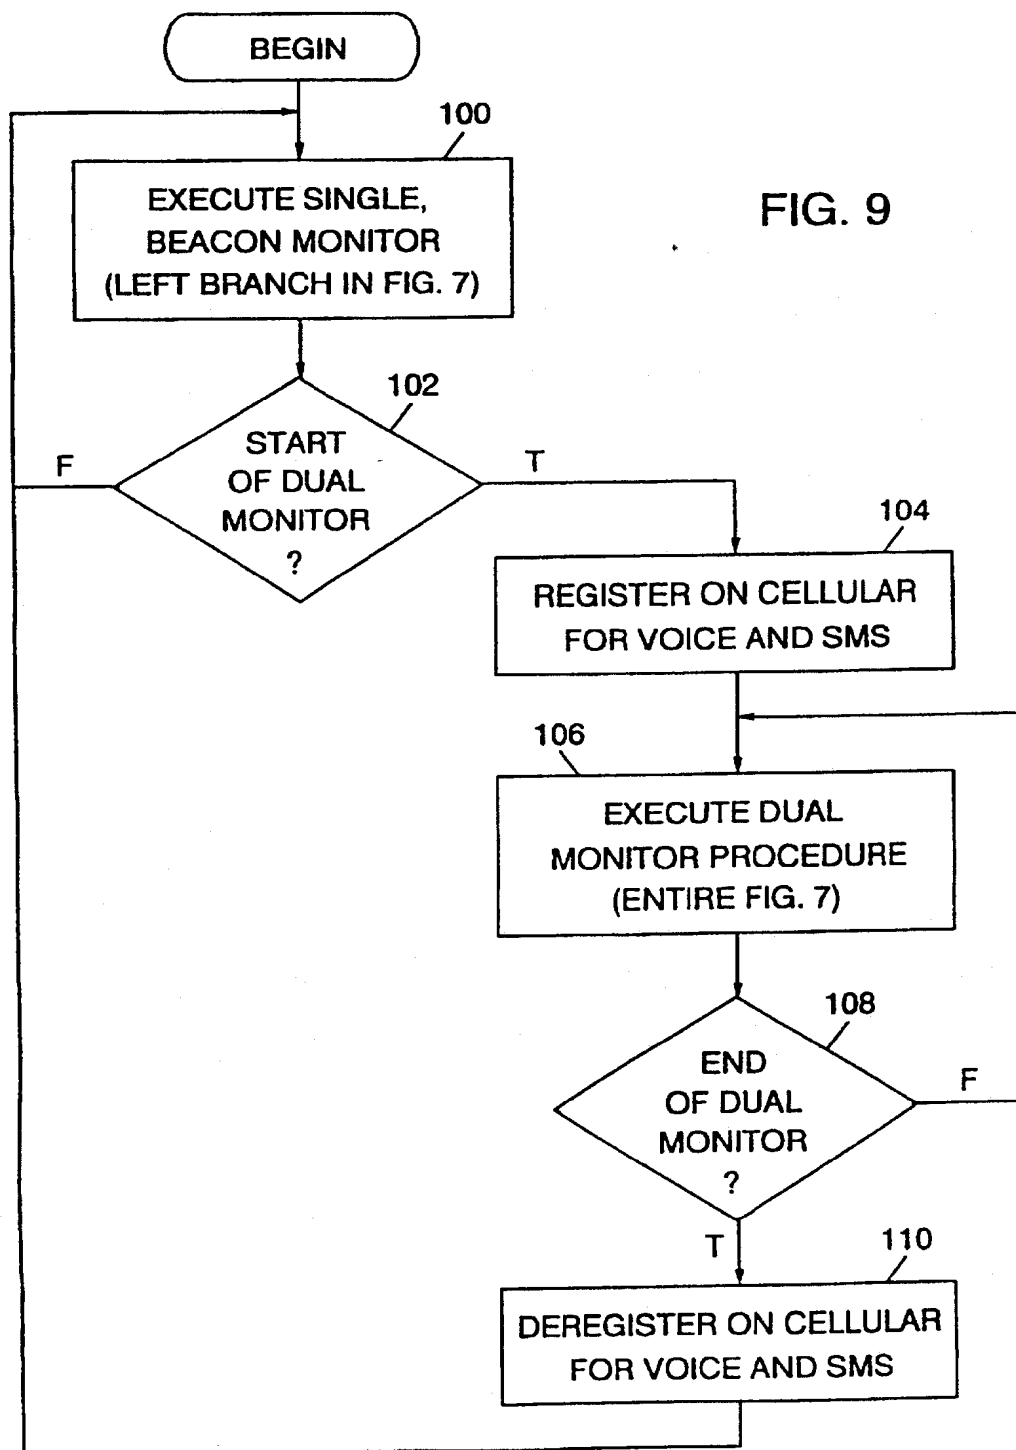 BEGIN
100
EXECUTE SINGLE,
BEACON MONITOR
(LEFT BRANCH IN FIG. 7)
FIG. 9
102
START
OF DUAL
MONITOR
?
F
T
104
REGISTER ON CELLULAR
FOR VOICE AND SMS
106
EXECUTE DUAL
MONITOR PROCEDURE
(ENTIRE FIG. 7)
108
END
OF DUAL
MONITOR
?
F
T
110
DEREGISTER ON CELLULAR
FOR VOICE AND SMS